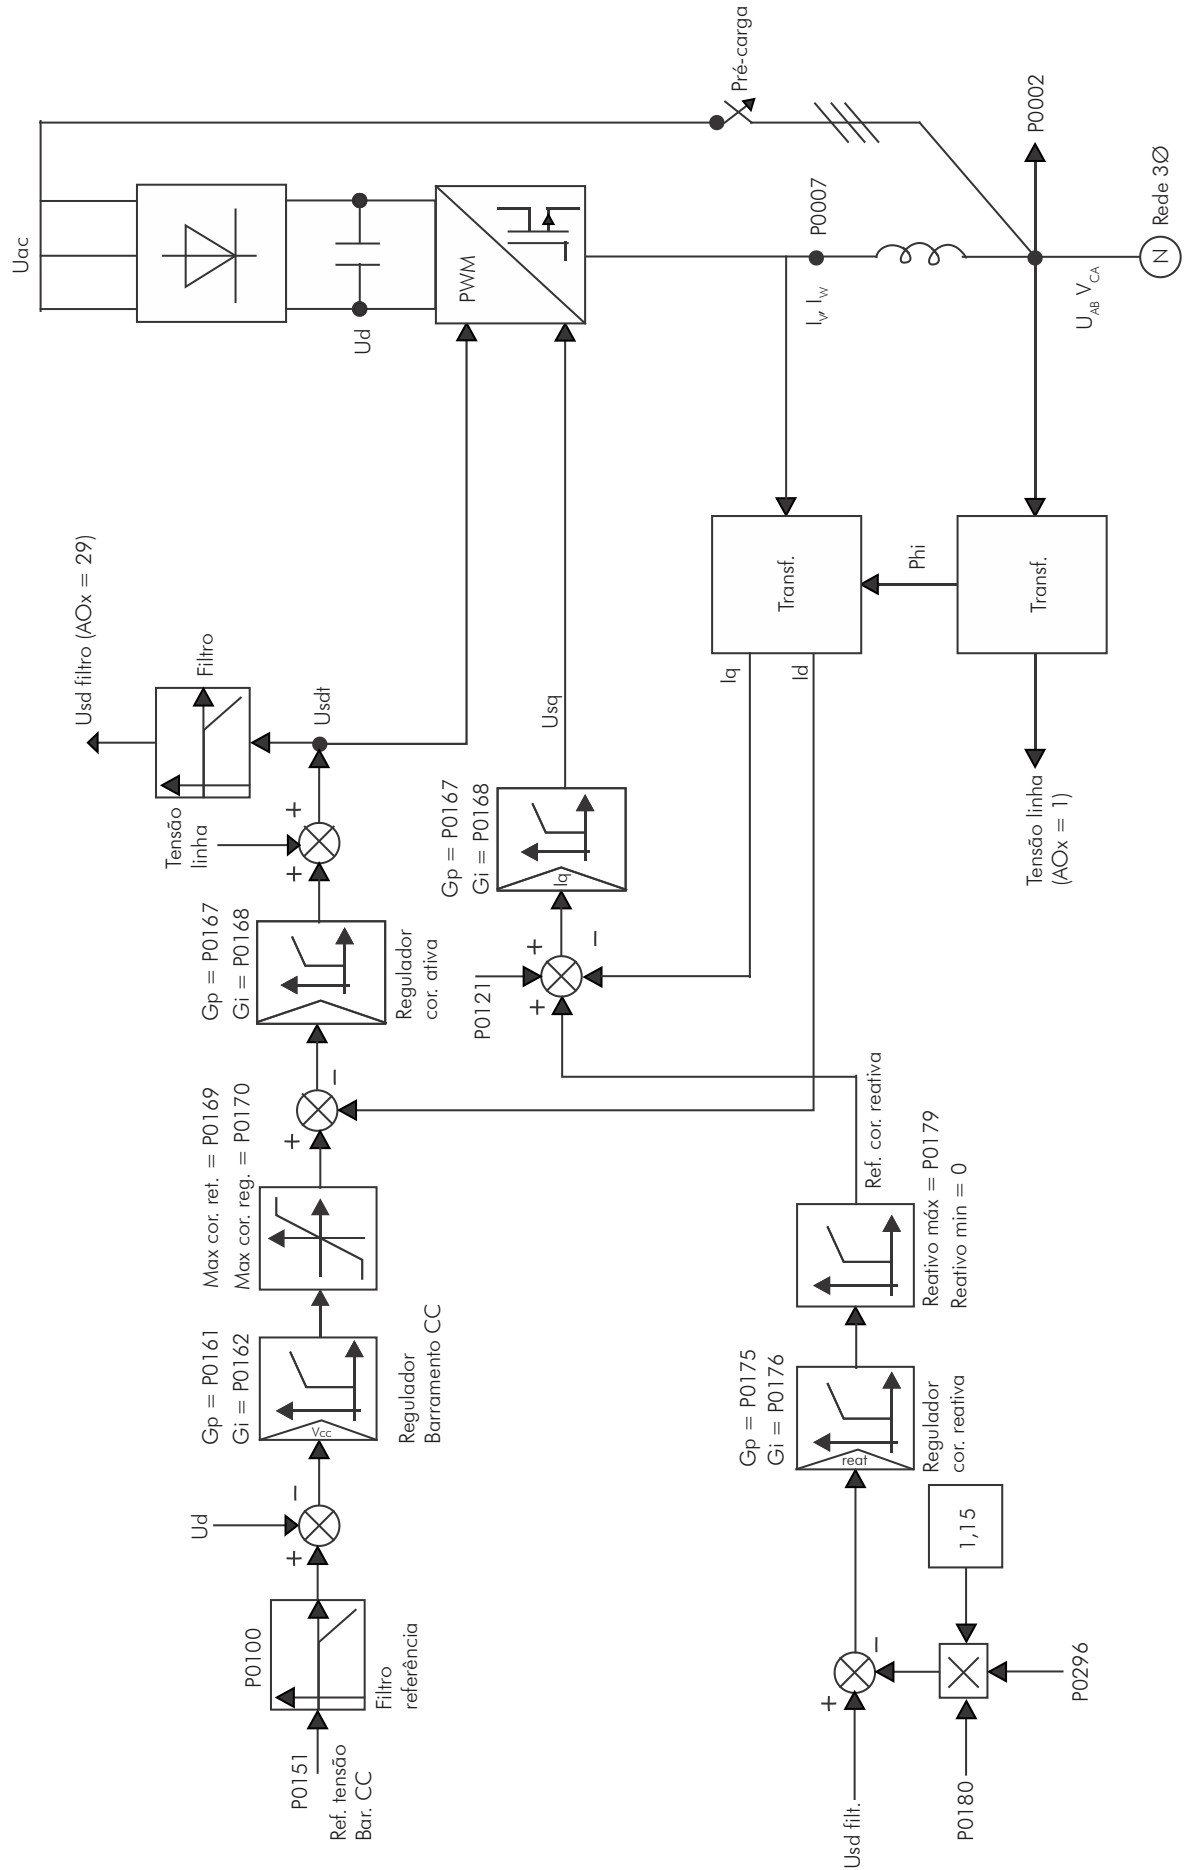 P0151
Ref. tensão
Bar. CC
P0100
Filtro
referência
Ud
+
−
Gp = P0161
Gi = P0162
Vcc
Regulador
Barramento CC
Max cor. ret. = P0169
Max cor. reg. = P0170
+
−
Gp = P0167
Gi = P0168
Regulador
cor. ativa
Tensão
linha
+
+
Usdt
Filtro
Usd filtro (AOx = 29)
Uac
Ud
PWM
Pré-carga
P0121
+
+
−
Gp = P0167
Gi = P0168
Iq
Usq
Iq
Id
Transf.
Phi
Transf.
Tensão linha
(AOx = 1)
IV, IW
P0007
P0002
UAB VCA
N
Rede 3Ø
Usd filt.
+
−
P0180
P0296
1,15
Gp = P0175
Gi = P0176
reat
Regulador
cor. reativa
Reativo máx = P0179
Reativo min = 0
Ref. cor. reativa